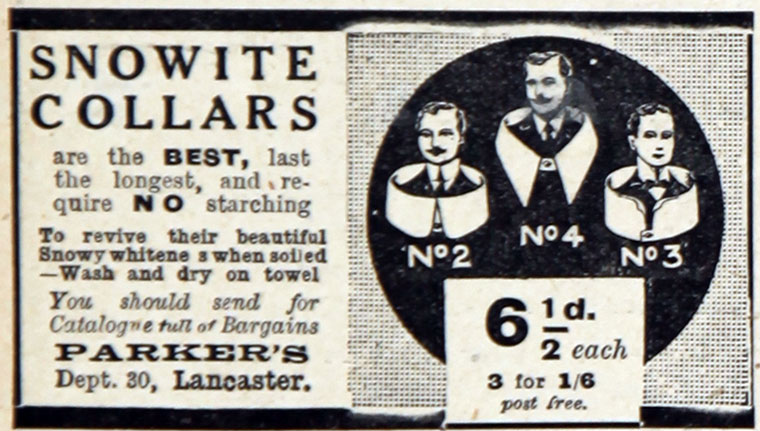 SNOWITE
COLLARS
are the BEST, last
the longest, and re-
quire NO starching
To revive their beautiful
Snowy whitene s when soiled
—Wash and dry on towel
You should send for
Catalogue full of Bargains
PARKER'S
Dept. 30, Lancaster.
Nº2
Nº4
Nº3
6 1/2 d.
each
3 for 1/6
post free.